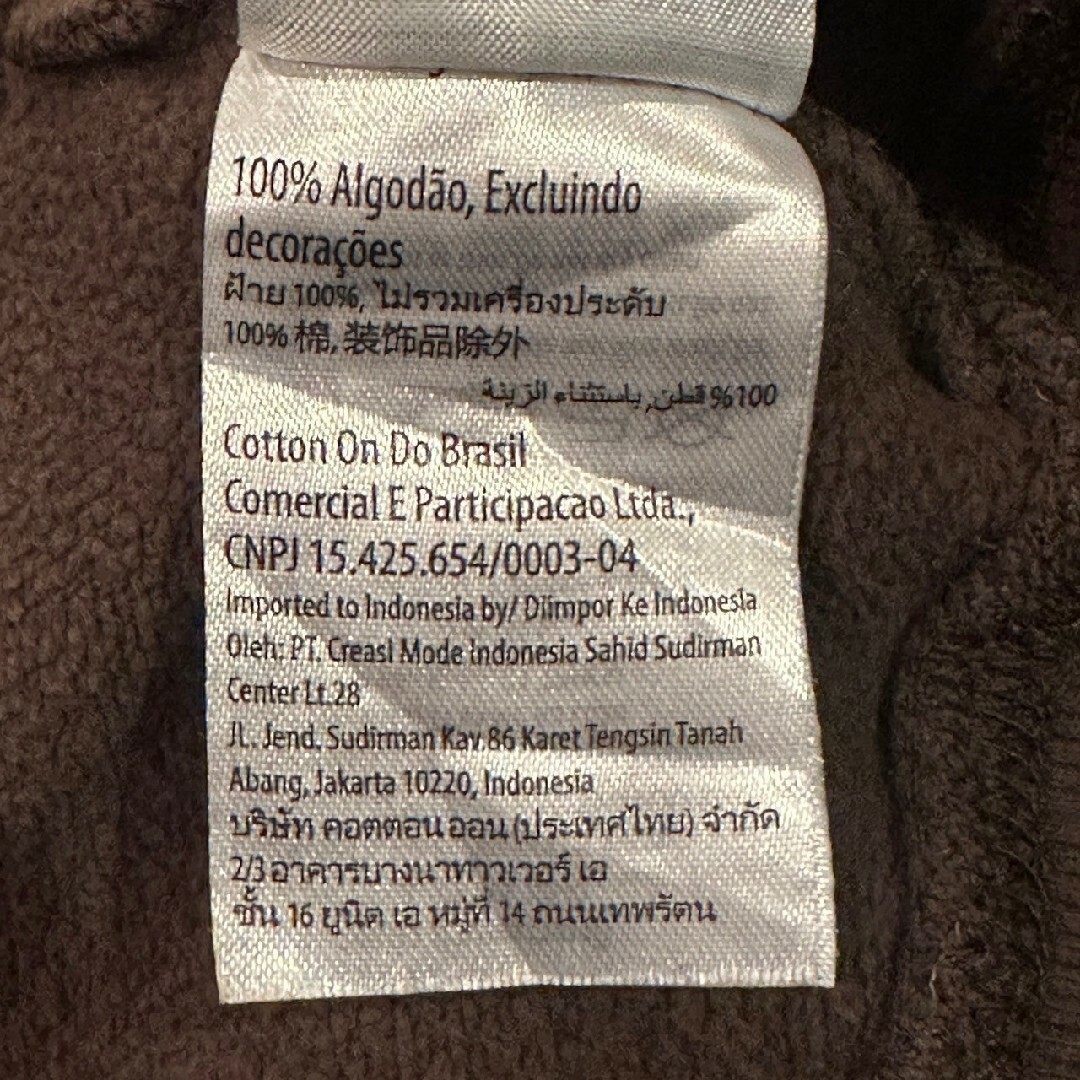 100% Algodão, Excluindo
decorações
ฝ้าย 100%, ไม่รวมเครื่องประดับ
100% 棉, 装饰品除外
%100 قطن, باستثناء الزينة
Cotton On Do Brasil
Comercial E Participacao Ltda.,
CNPJ 15.425.654/0003-04
Imported to Indonesia by/ Diimpor Ke Indonesia
Oleh: PT. Creasi Mode Indonesia Sahid Sudirman
Center Lt.28
JL. Jend. Sudirman Kav 86 Karet Tengsin Tanah
Abang, Jakarta 10220, Indonesia
บริษัท คอตตอน ออน (ประเทศไทย) จำกัด
2/3 อาคารบางนาทาวเวอร์ เอ
ชั้น 16 ยูนิต เอ หมู่ที่ 14 ถนนเทพรัตน